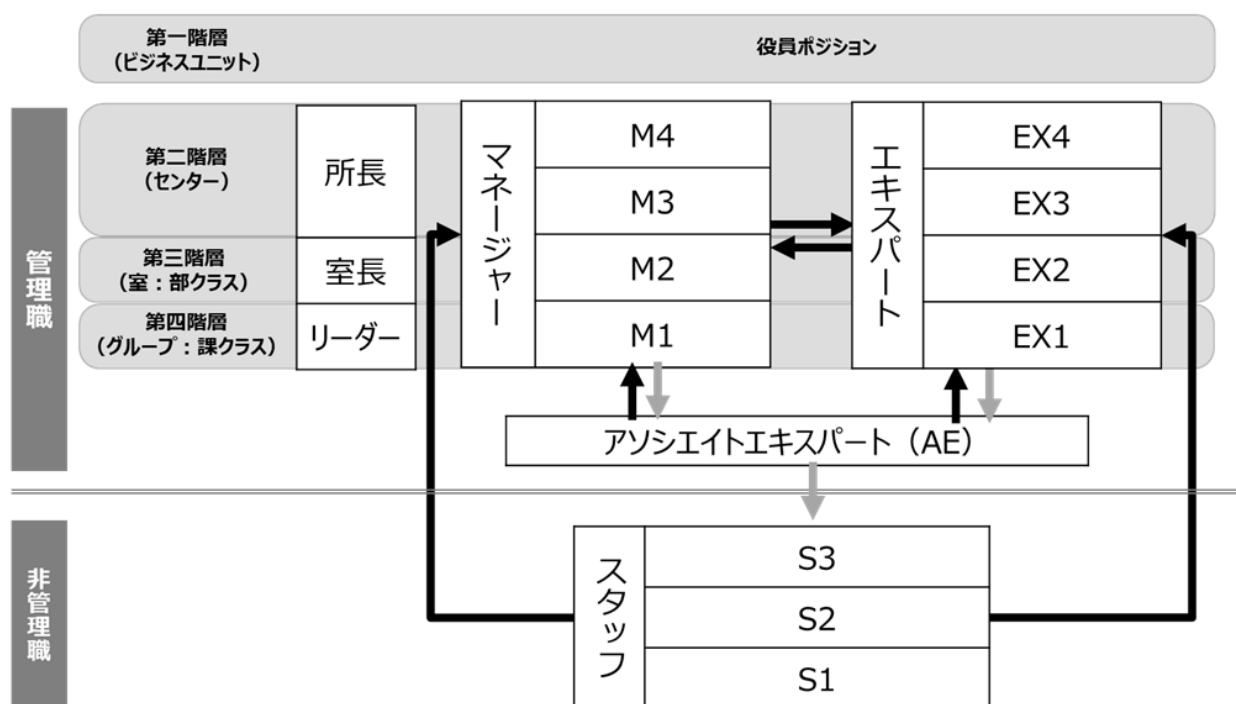 第一階層
(ビジネスユニット)
役員ポジション
管理職
第二階層
(センター)
所長
第三階層
(室：部クラス)
室長
第四階層
(グループ：課クラス)
リーダー
マネージャー
M4
M3
M2
M1
エキスパート
EX4
EX3
EX2
EX1
アソシエイトエキスパート（AE）
非管理職
スタッフ
S3
S2
S1